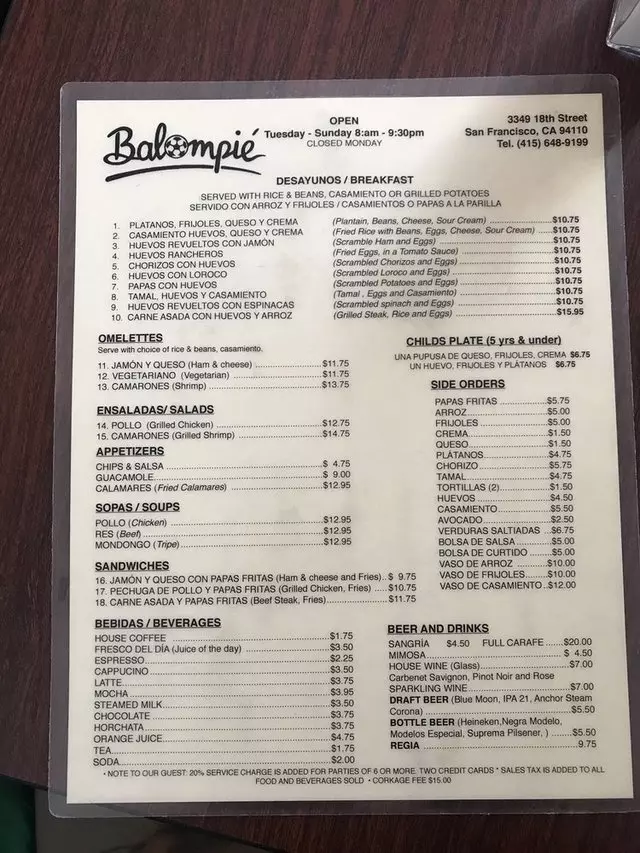 Balompié
OPEN
Tuesday - Sunday 8:am - 9:30pm
CLOSED MONDAY
3349 18th Street
San Francisco, CA 94110
Tel. (415) 648-9199
DESAYUNOS / BREAKFAST
SERVED WITH RICE & BEANS, CASAMIENTO OR GRILLED POTATOES
SERVIDO CON ARROZ Y FRIJOLES / CASAMIENTOS O PAPAS A LA PARILLA
1. PLATANOS, FRIJOLES, QUESO Y CREMA (Plantain, Beans, Cheese, Sour Cream) $10.75
2. CASAMIENTO HUEVOS, QUESO Y CREMA (Fried Rice with Beans, Eggs, Cheese, Sour Cream) $10.75
3. HUEVOS REVUELTOS CON JAMÓN (Scramble Ham and Eggs) $10.75
4. HUEVOS RANCHEROS (Fried Eggs, in a Tomato Sauce) $10.75
5. CHORIZOS CON HUEVOS (Scrambled Chorizos and Eggs) $10.75
6. HUEVOS CON LOROCO (Scrambled Loroco and Eggs) $10.75
7. PAPAS CON HUEVOS (Scrambled Potatoes and Eggs) $10.75
8. TAMAL, HUEVOS Y CASAMIENTO (Tamal , Eggs and Casamiento) $10.75
9. HUEVOS REVUELTOS CON ESPINACAS (Scrambled spinach and Eggs) $10.75
10. CARNE ASADA CON HUEVOS Y ARROZ (Grilled Steak, Rice and Eggs) $15.95
OMELETTES
Serve with choice of rice & beans, casamiento.
11. JAMÓN Y QUESO (Ham & cheese) $11.75
12. VEGETARIANO (Vegetarian) $11.75
13. CAMARONES (Shrimp) $13.75
ENSALADAS/ SALADS
14. POLLO (Grilled Chicken) $12.75
15. CAMARONES (Grilled Shrimp) $14.75
APPETIZERS
CHIPS & SALSA $ 4.75
GUACAMOLE $ 9.00
CALAMARES (Fried Calamares) $12.95
SOPAS / SOUPS
POLLO (Chicken) $12.95
RES (Beef) $12.95
MONDONGO (Tripe) $12.95
SANDWICHES
16. JAMÓN Y QUESO CON PAPAS FRITAS (Ham & cheese and Fries) $ 9.75
17. PECHUGA DE POLLO Y PAPAS FRITAS (Grilled Chicken, Fries) $10.75
18. CARNE ASADA Y PAPAS FRITAS (Beef Steak, Fries) $11.75
BEBIDAS / BEVERAGES
HOUSE COFFEE $1.75
FRESCO DEL DÍA (Juice of the day) $3.50
ESPRESSO $2.25
CAPPUCINO $3.50
LATTE $3.75
MOCHA $3.95
STEAMED MILK $3.50
CHOCOLATE $3.75
HORCHATA $3.75
ORANGE JUICE $4.75
TEA $1.75
SODA $2.00
CHILDS PLATE (5 yrs & under)
UNA PUPUSA DE QUESO, FRIJOLES, CREMA $6.75
UN HUEVO, FRIJOLES Y PLÁTANOS $6.75
SIDE ORDERS
PAPAS FRITAS $5.75
ARROZ $5.00
FRIJOLES $5.00
CREMA $1.50
QUESO $1.50
PLÁTANOS $4.75
CHORIZO $5.75
TAMAL $4.75
TORTILLAS (2) $1.50
HUEVOS $4.50
CASAMIENTO $5.50
AVOCADO $2.50
VERDURAS SALTIADAS $6.75
BOLSA DE SALSA $5.00
BOLSA DE CURTIDO $5.00
VASO DE ARROZ $10.00
VASO DE FRIJOLES $10.00
VASO DE CASAMIENTO $12.00
BEER AND DRINKS
SANGRÍA $4.50 FULL CARAFE $20.00
MIMOSA $ 4.50
HOUSE WINE (Glass) $7.00
Carbenet Savignon, Pinot Noir and Rose
SPARKLING WINE $7.00
DRAFT BEER (Blue Moon, IPA 21, Anchor Steam
Corona) $5.50
BOTTLE BEER (Heineken,Negra Modelo,
Modelos Especial, Suprema Pilsener, ) $5.50
REGIA 9.75
• NOTE TO OUR GUEST: 20% SERVICE CHARGE IS ADDED FOR PARTIES OF 6 OR MORE. TWO CREDIT CARDS * SALES TAX IS ADDED TO ALL
FOOD AND BEVERAGES SOLD • CORKAGE FEE $15.00